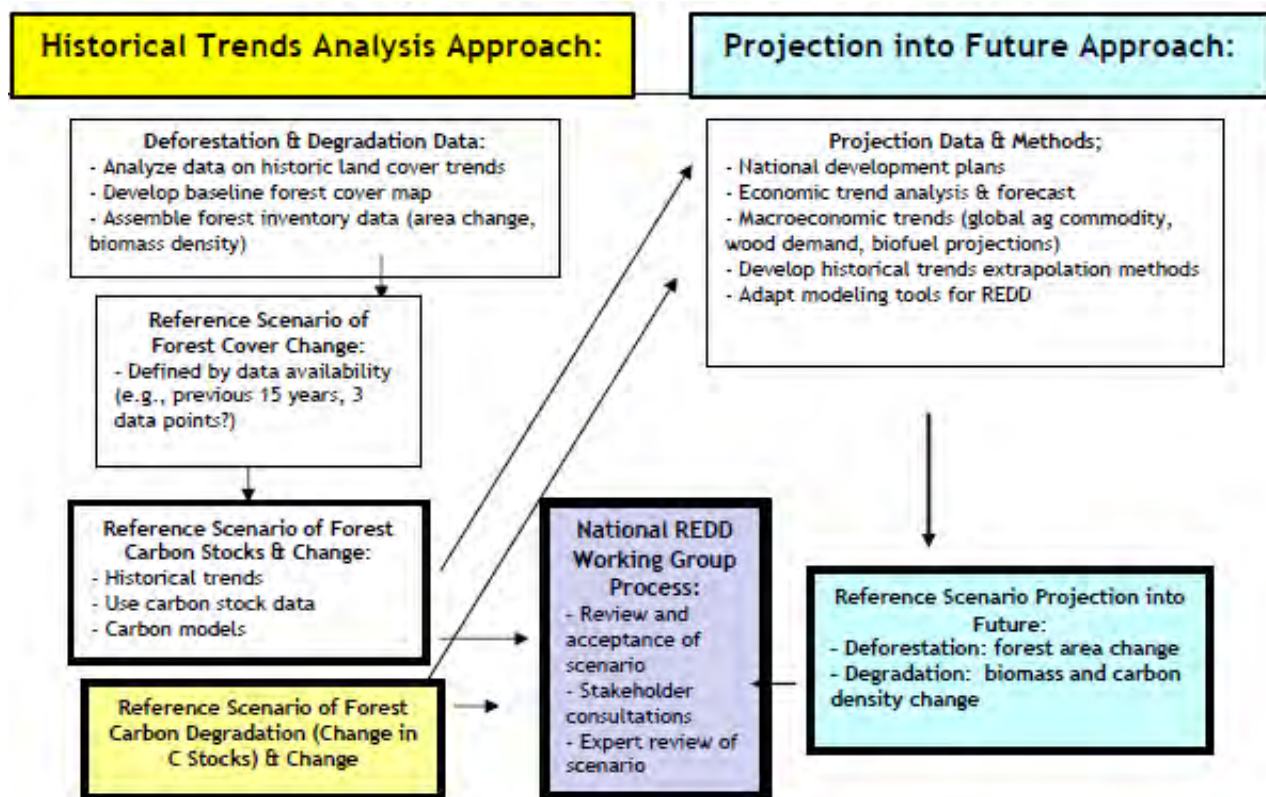 Historical Trends Analysis Approach:
Projection into Future Approach:
Deforestation & Degradation Data:
- Analyze data on historic land cover trends
- Develop baseline forest cover map
- Assemble forest inventory data (area change,
biomass density)
Reference Scenario of
Forest Cover Change:
- Defined by data availability
(e.g., previous 15 years, 3
data points?)
Reference Scenario of Forest
Carbon Stocks & Change:
- Historical trends
- Use carbon stock data
- Carbon models
Reference Scenario of Forest
Carbon Degradation (Change in
C Stocks) & Change
National REDD
Working Group
Process:
- Review and
acceptance of
scenario
- Stakeholder
consultations
- Expert review of
scenario
Projection Data & Methods;
- National development plans
- Economic trend analysis & forecast
- Macroeconomic trends (global ag commodity,
wood demand, biofuel projections)
- Develop historical trends extrapolation methods
- Adapt modeling tools for REDD
Reference Scenario Projection into
Future:
- Deforestation: forest area change
- Degradation: biomass and carbon
density change